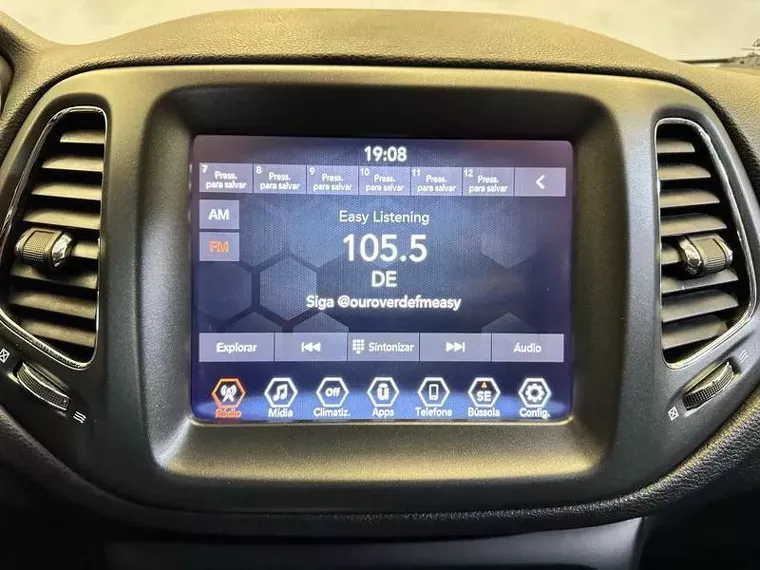 19:08
7 Press. para salvar
8 Press. para salvar
9 Press. para salvar
10 Press. para salvar
11 Press. para salvar
12 Press. para salvar
AM
FM
Easy Listening
105.5
DE
Siga @ouroverdefmeasy
Explorar
Sintonizar
Áudio
Off
SE
Rádio Mídia Climatiz. Apps Telefone Bússola Config.